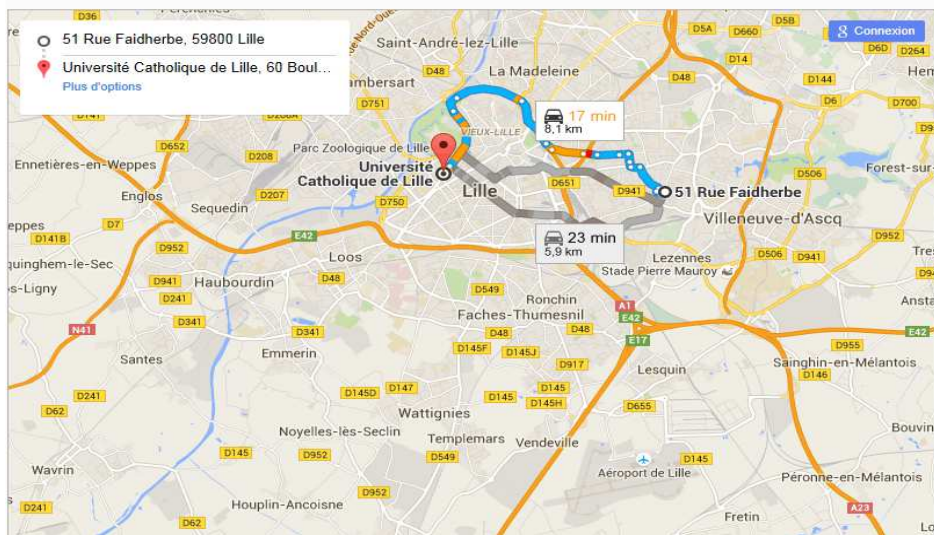 51 Rue Faidherbe, 59800 Lille
Université Catholique de Lille, 60 Boul...
Plus d'options
Connexion
D36
D5A
D5B
D660
D6D
D264
Saint-André-lez-Lille
D48
La Madeleine
D48
D14
D144
Hem
D751
D6
D700
17 min
8,1 km
VIEUX-LILLE
D652
D208
Parc Zoologique de Lille
Ennetières-en-Weppes
Université
Catholique de Lille
Lille
D651
D941
51 Rue Faidherbe
D506
Forest-sur-
Englos
Sequedin
D207
D750
Villeneuve-d'Ascq
D7
D141B
D952
E42
Loos
23 min
5,9 km
Lezennes
D506
D941
Stade Pierre Mauroy
D941
Haubourdin
D48
D549
Ronchin
D241
Faches-Thumesnil
A1
E42
N41
D335
D341
D341
D48
D48
E17
E42
Emmerin
D145F
D145J
D955
Santes
D917
Lesquin
Sainghin-en-Mélantois
D146
D241
D145D
D147
D145
D145
D145H
D655
D62
Wattignies
Noyelles-lès-Seclin
Templemars
Vendeville
Bouvin
D145
D952
D549
D145
Wavrin
Aéroport de Lille
Péronne-en-Mélantois
D952
Houplin-Ancoisne
A23
D62
Fretin